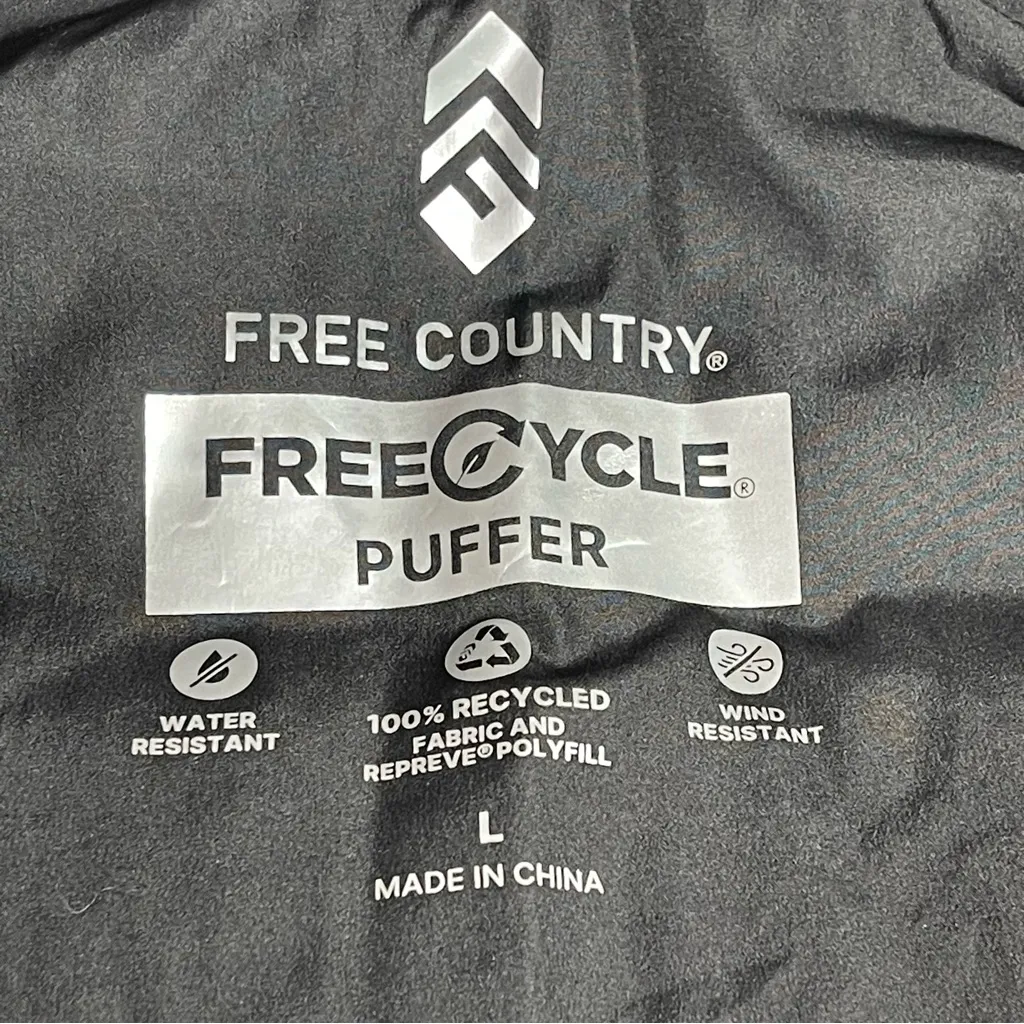 FREE COUNTRY®
FREECYCLE®
PUFFER
WATER
RESISTANT
100% RECYCLED
FABRIC AND
REPREVE® POLYFILL
WIND
RESISTANT
L
MADE IN CHINA